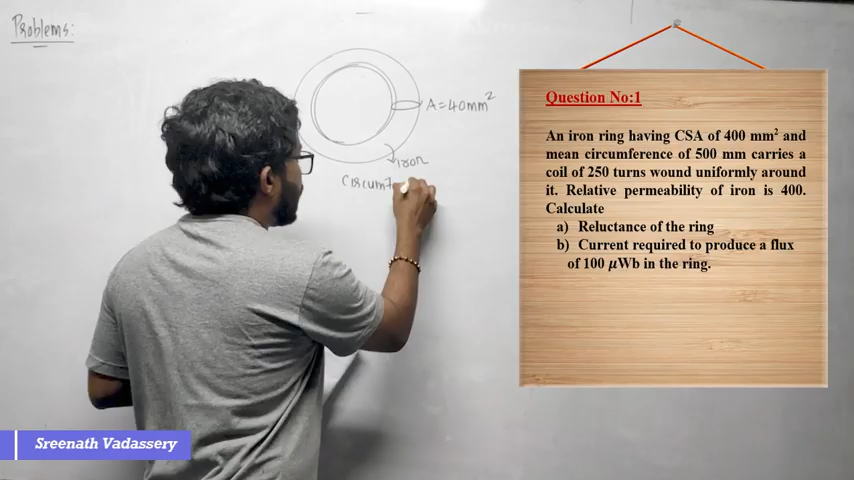 Problems:
A = 40mm²
iron
Circumf
Question No:1
An iron ring having CSA of 400 mm² and
mean circumference of 500 mm carries a
coil of 250 turns wound uniformly around
it. Relative permeability of iron is 400.
Calculate
a) Reluctance of the ring
b) Current required to produce a flux
of 100 μWb in the ring.
Sreenath Vadassery